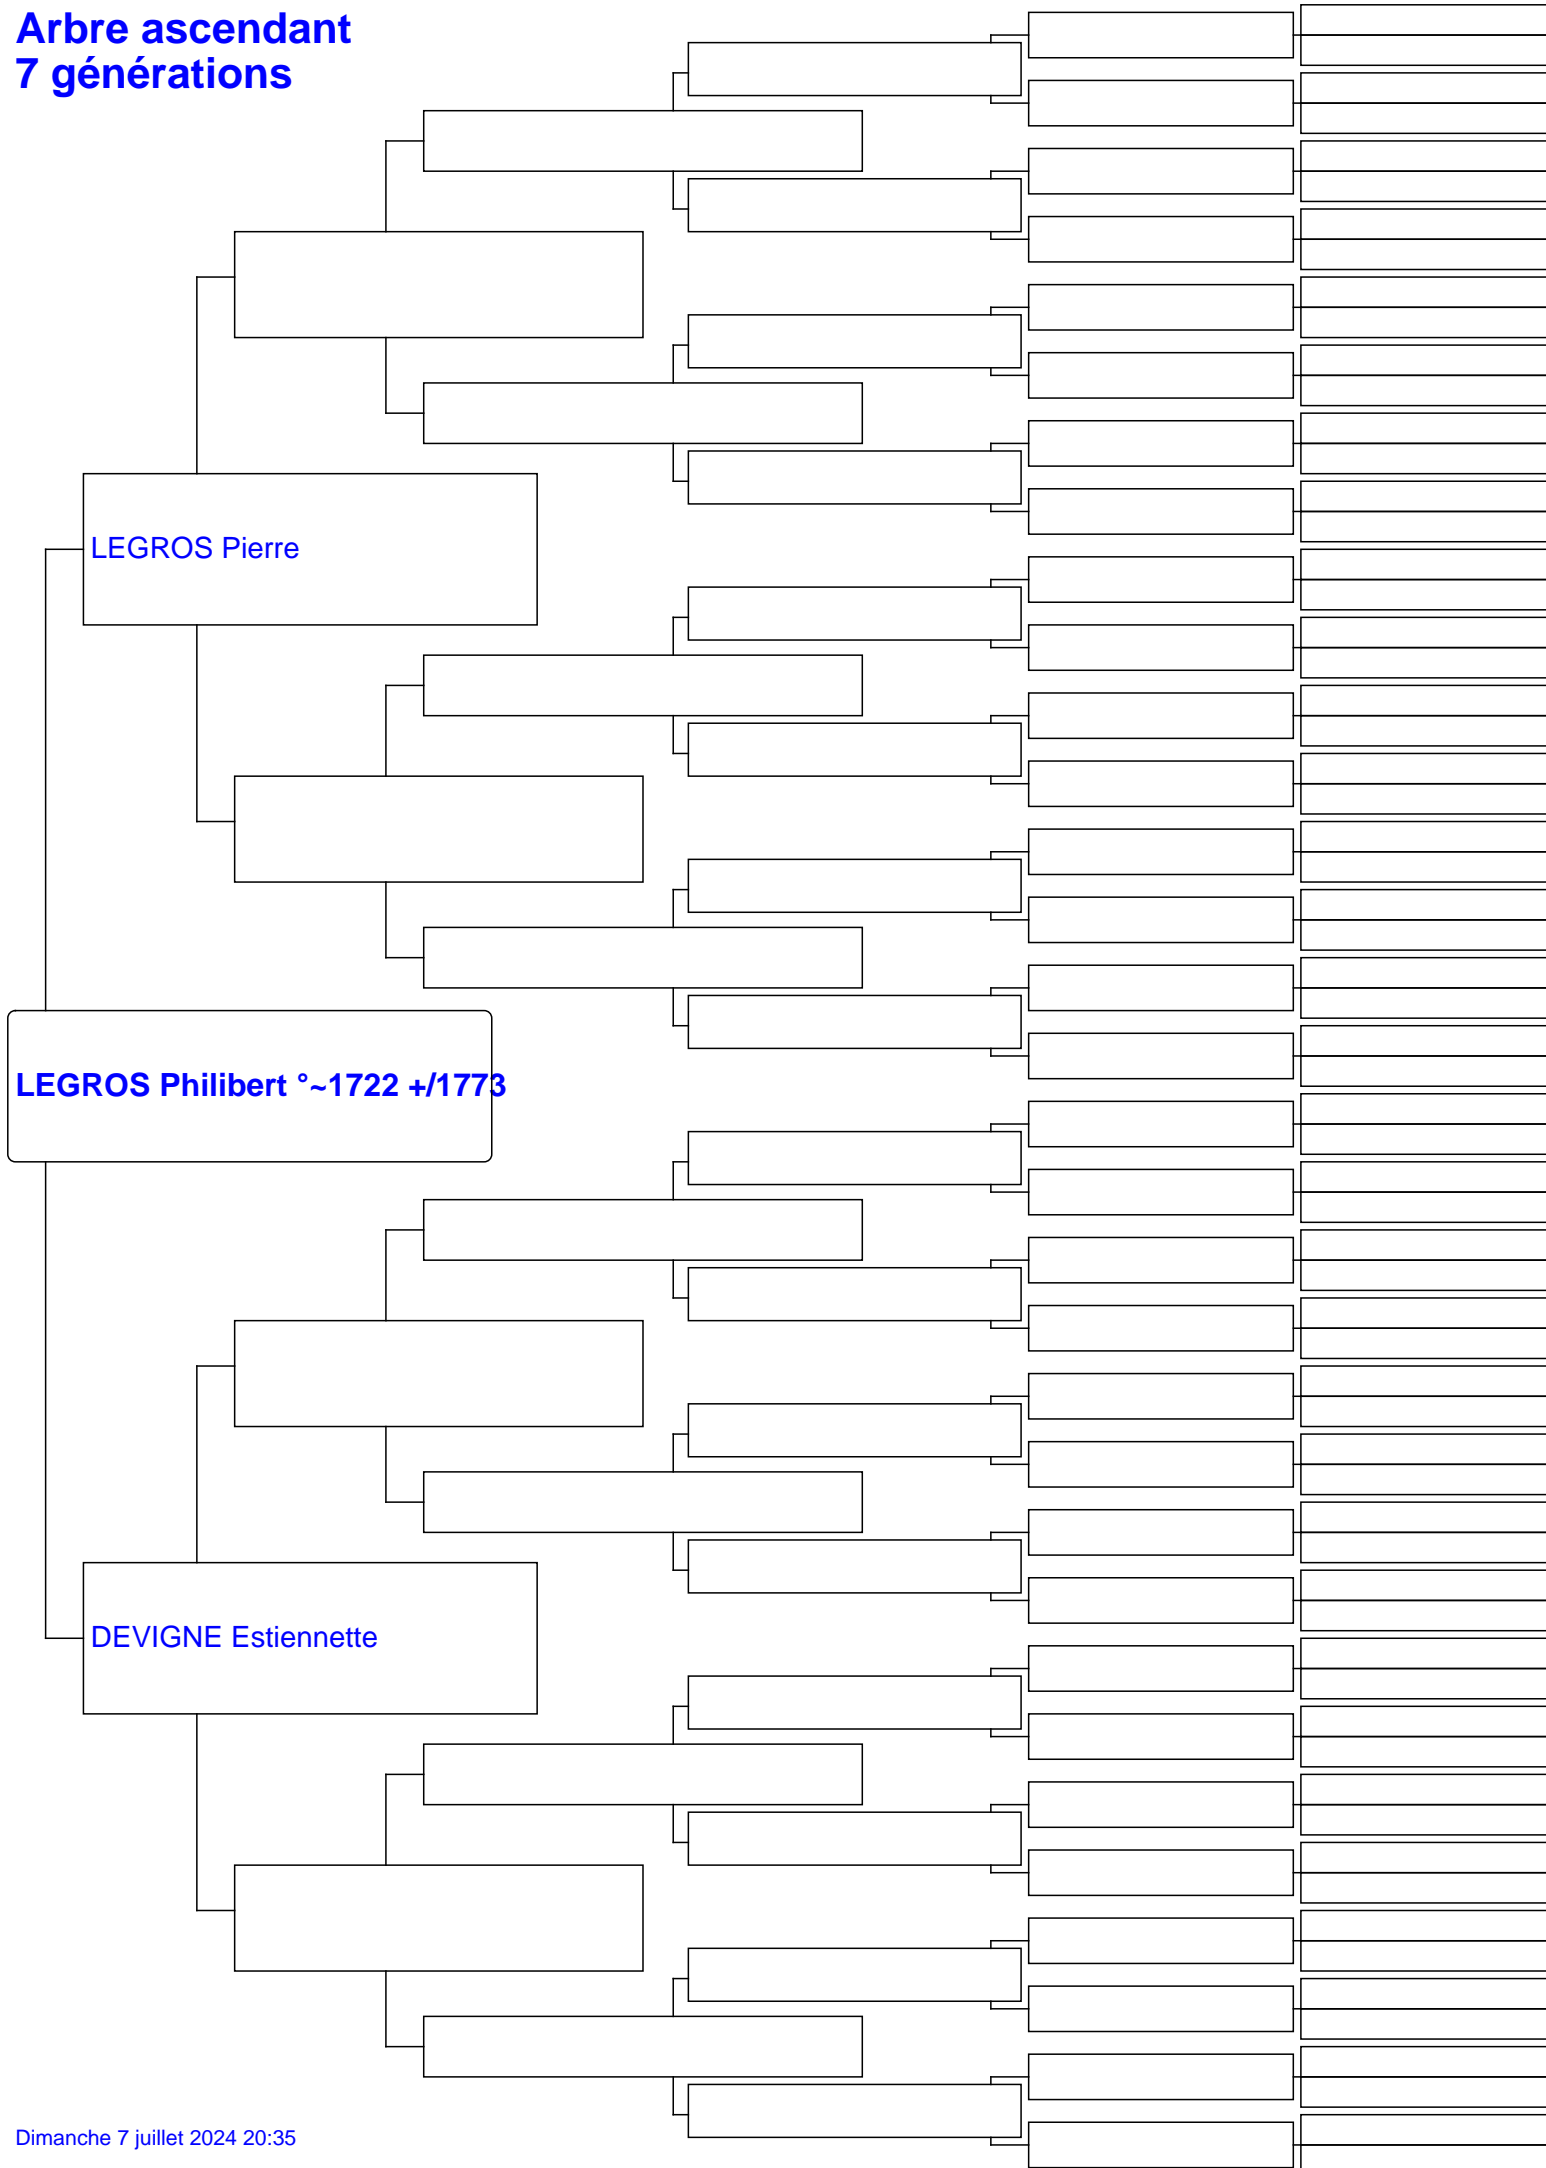 Arbre ascendant
7 générations
LEGROS Pierre
LEGROS Philibert °~1722 +/1773
DEVIGNE Estiennette
Dimanche 7 juillet 2024 20:35